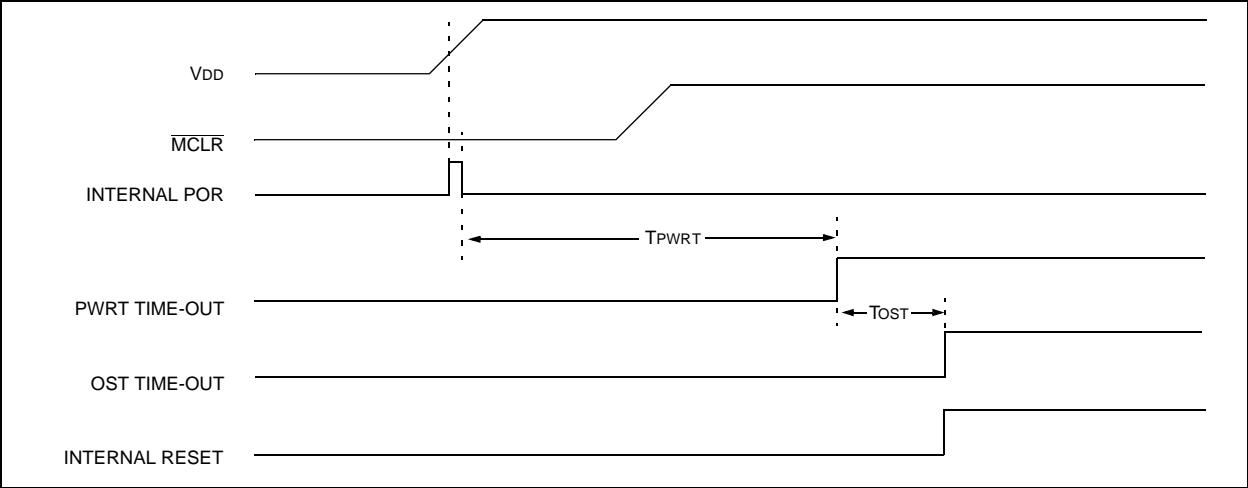 VDD
MCLR
INTERNAL POR
TPWRT
PWRT TIME-OUT
TOST
OST TIME-OUT
INTERNAL RESET